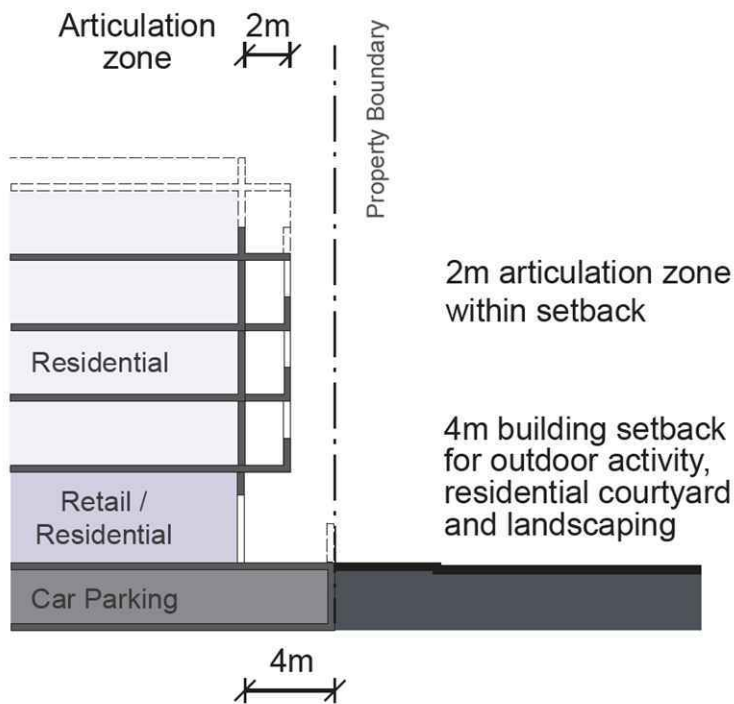 Articulation
zone
2m
Property Boundary
2m articulation zone
within setback
Residential
4m building setback
for outdoor activity,
residential courtyard
and landscaping
Retail /
Residential
Car Parking
4m